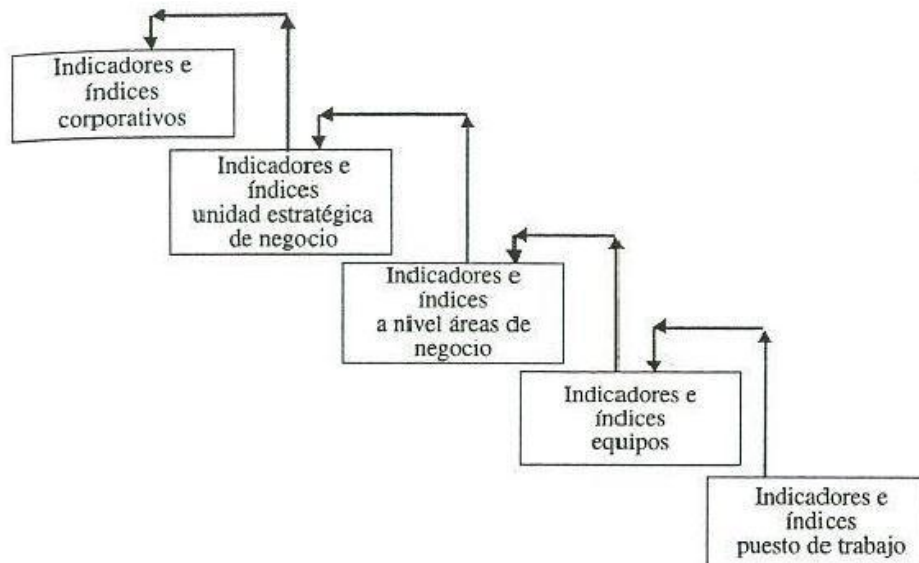 Indicadores e
índices
corporativos
Indicadores e
índices
unidad estratégica
de negocio
Indicadores e
índices
a nivel áreas de
negocio
Indicadores e
índices
equipos
Indicadores e
índices
puesto de trabajo